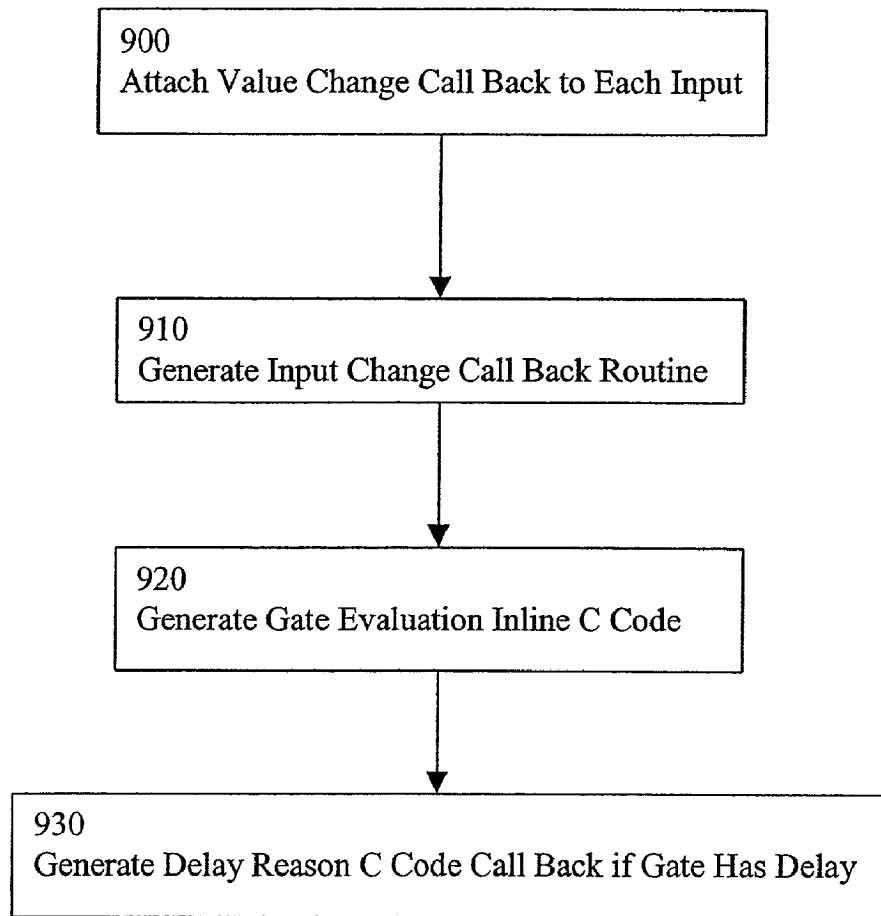 900
Attach Value Change Call Back to Each Input
910
Generate Input Change Call Back Routine
920
Generate Gate Evaluation Inline C Code
930
Generate Delay Reason C Code Call Back if Gate Has Delay